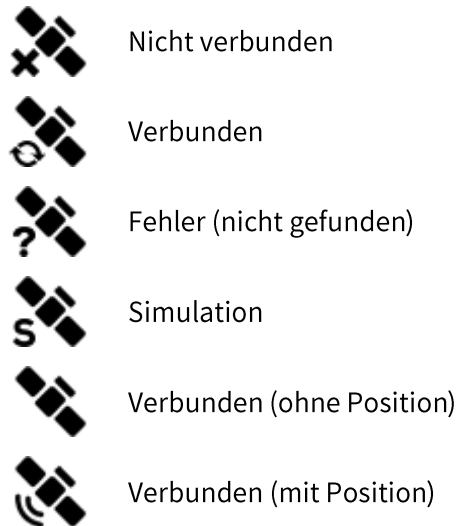 Nicht verbunden
Verbunden
? Fehler (nicht gefunden)
S Simulation
Verbunden (ohne Position)
Verbunden (mit Position)